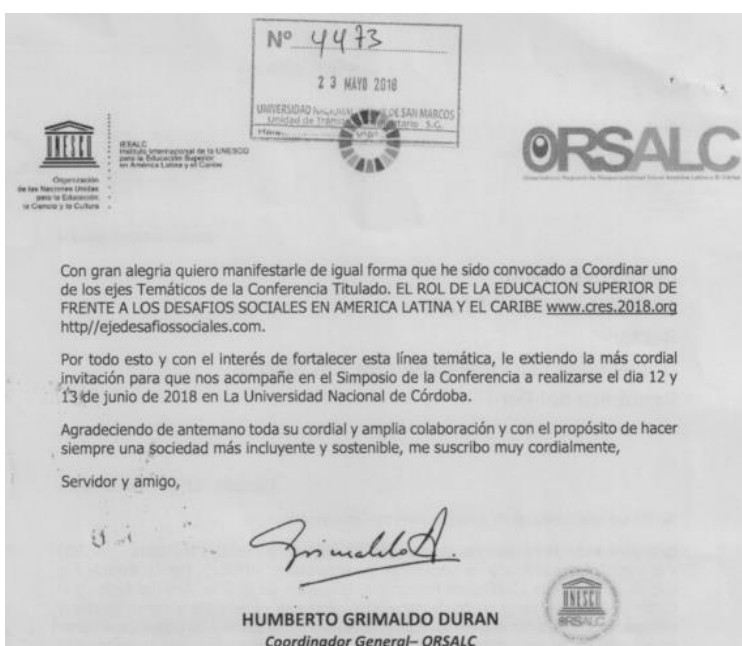 Nº 4473
23 MAYO 2018
UNIVERSIDAD DE SAN MARCOS
Unidad de S.G.
IESALC
Instituto Internacional de la UNESCO
para la Educación Superior
en América Latina y el Caribe
Organización
de las Naciones Unidas
para la Educación,
la Ciencia y la Cultura
ORSALC
Con gran alegria quiero manifestarle de igual forma que he sido convocado a Coordinar uno
de los ejes Temáticos de la Conferencia Titulado. EL ROL DE LA EDUCACION SUPERIOR DE
FRENTE A LOS DESAFIOS SOCIALES EN AMERICA LATINA Y EL CARIBE www.cres.2018.org
http//ejedesafiossociales.com.
Por todo esto y con el interés de fortalecer esta línea temática, le extiendo la más cordial
invitación para que nos acompañe en el Simposio de la Conferencia a realizarse el dia 12 y
13 de junio de 2018 en La Universidad Nacional de Córdoba.
Agradeciendo de antemano toda su cordial y amplia colaboración y con el propósito de hacer
siempre una sociedad más incluyente y sostenible, me suscribo muy cordialmente,
Servidor y amigo,
Grimaldo
UNESCO
ORSALC
HUMBERTO GRIMALDO DURAN
Coordinador General– ORSALC